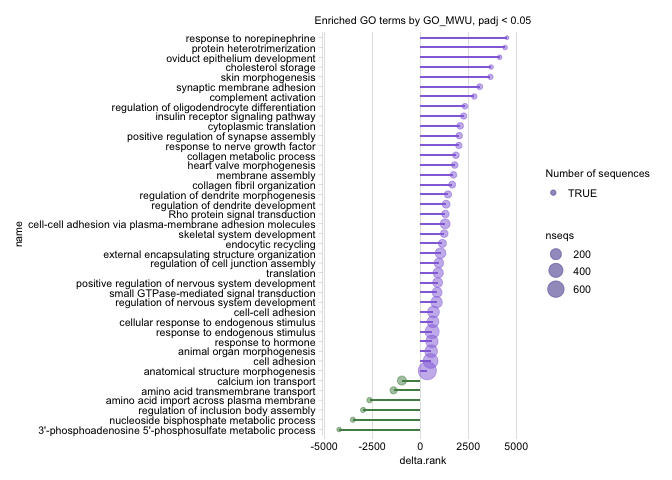 Enriched GO terms by GO_MWU, padj < 0.05
response to norepinephrine
protein heterotrimerization
oviduct epithelium development
cholesterol storage
skin morphogenesis
synaptic membrane adhesion
complement activation
regulation of oligodendrocyte differentiation
insulin receptor signaling pathway
cytoplasmic translation
positive regulation of synapse assembly
response to nerve growth factor
collagen metabolic process
heart valve morphogenesis
membrane assembly
collagen fibril organization
regulation of dendrite morphogenesis
regulation of dendrite development
Rho protein signal transduction
cell-cell adhesion via plasma-membrane adhesion molecules
skeletal system development
endocytic recycling
external encapsulating structure organization
regulation of cell junction assembly
translation
positive regulation of nervous system development
small GTPase-mediated signal transduction
regulation of nervous system development
cell-cell adhesion
cellular response to endogenous stimulus
response to endogenous stimulus
response to hormone
animal organ morphogenesis
cell adhesion
anatomical structure morphogenesis
calcium ion transport
amino acid transmembrane transport
amino acid import across plasma membrane
regulation of inclusion body assembly
nucleoside bisphosphate metabolic process
3'-phosphoadenosine 5'-phosphosulfate metabolic process
name
-5000
-2500
0
2500
5000
delta.rank
Number of sequences
TRUE
nseqs
200
400
600